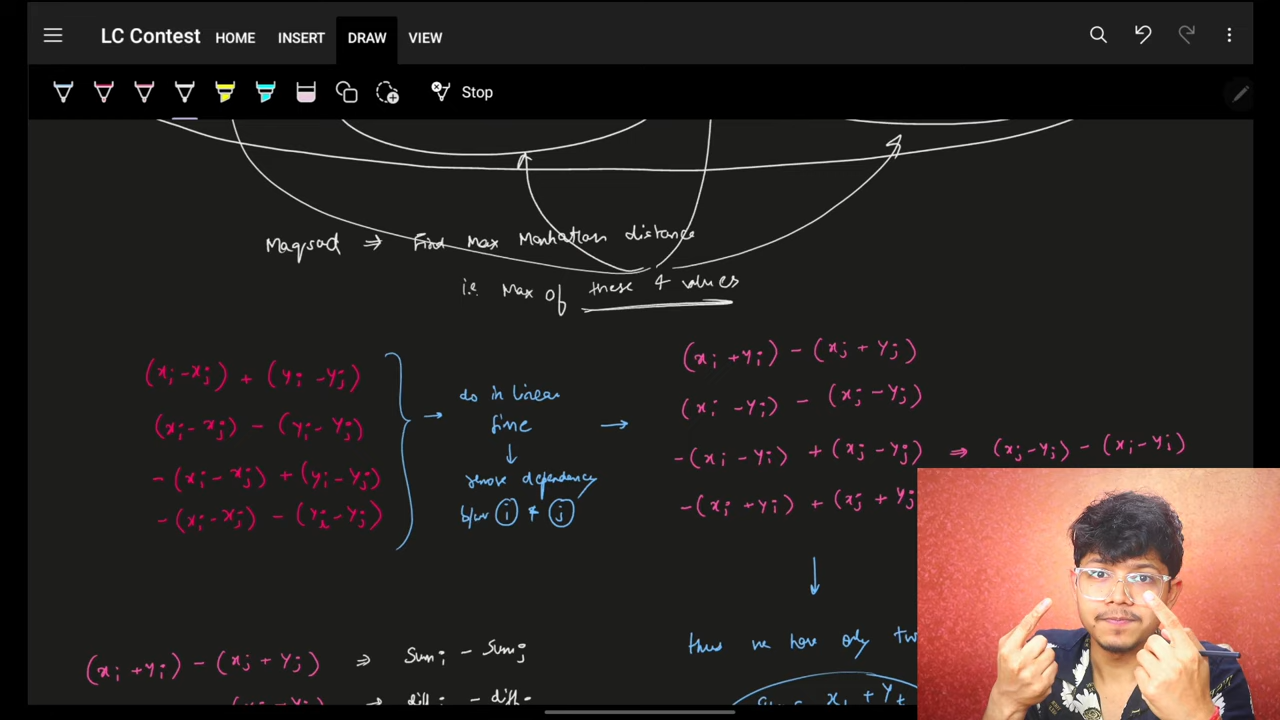 LC Contest HOME INSERT DRAW VIEW
Stop
Maqsad ⇒ Find Max Manhattan distance
i.e. Max of these 4 values
(xi-xj) + (yi-yj)
(xi-xj) - (yi-yj)
-(xi-xj) + (yi-yj)
-(xi-xj) - (yi-yj)
→ do in linear
time
↓
remove dependency
b/w i & j
→
(xi+yi) - (xj+yj)
(xi-yi) - (xj-yj)
-(xi-yi) + (xj-yj) ⇒ (xj-yj) - (xi-yi)
-(xi+yi) + (xj+yj
↓
thus we have only tw
(xi+yi) - (xj+yj) ⇒ Sumi - Sumj